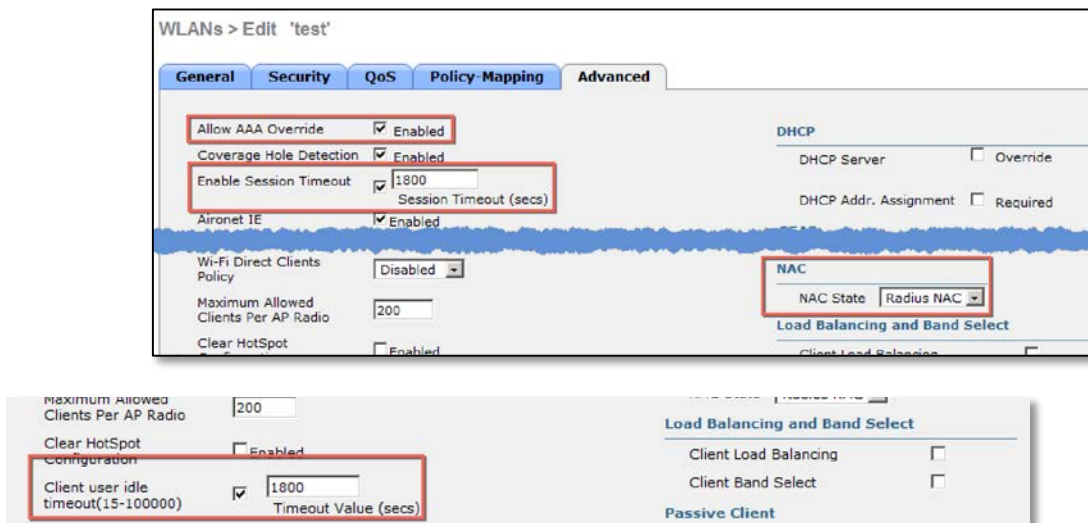 WLANs > Edit 'test'
General Security QoS Policy-Mapping Advanced
Allow AAA Override Enabled
Coverage Hole Detection Enabled
Enable Session Timeout 1800
Session Timeout (secs)
Aironet IE Enabled
DHCP
DHCP Server Override
DHCP Addr. Assignment Required
Wi-Fi Direct Clients
Policy
Disabled
Maximum Allowed
Clients Per AP Radio
200
Clear HotSpot
Enabled
NAC
NAC State Radius NAC
Load Balancing and Band Select
Client Load Balancing
Maximum Allowed
Clients Per AP Radio
200
Clear HotSpot
Configuration
Enabled
Client user idle
timeout(15-100000)
1800
Timeout Value (secs)
NAC State Radius NAC
Load Balancing and Band Select
Client Load Balancing
Client Band Select
Passive Client